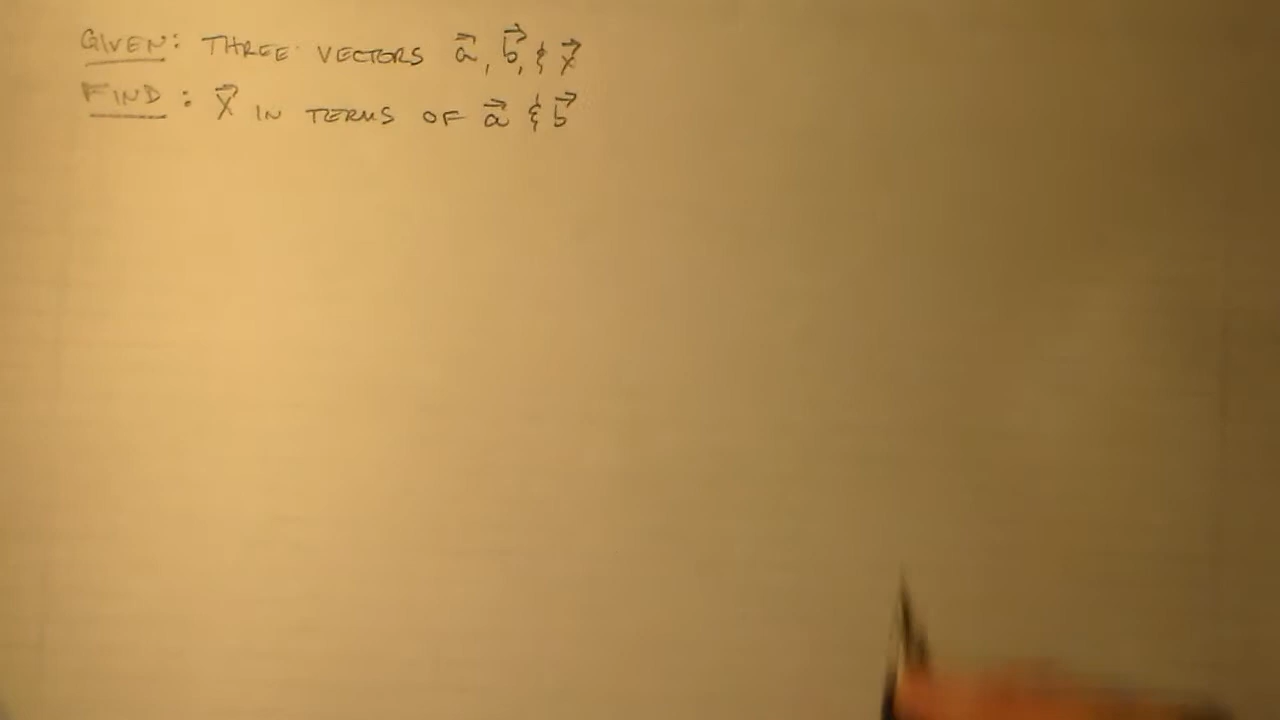 GIVEN: THREE VECTORS a⃗, b⃗, & x⃗
FIND: x⃗ IN TERMS OF a⃗ & b⃗